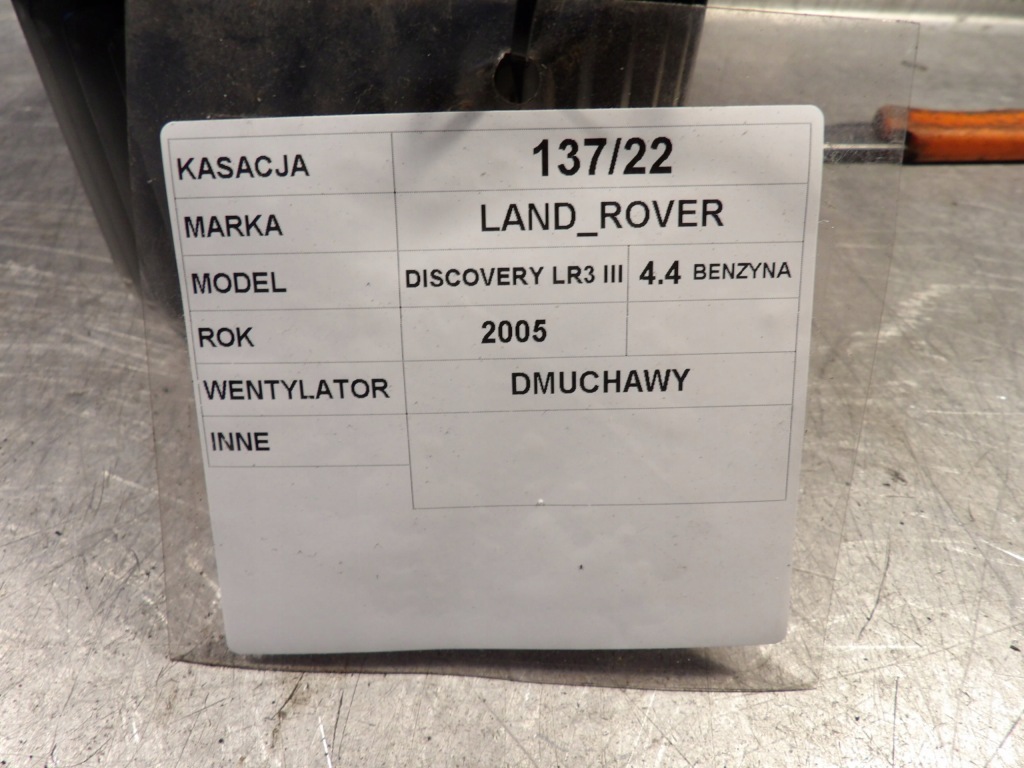 KASACJA 137/22
MARKA LAND_ROVER
MODEL DISCOVERY LR3 III 4.4 BENZYNA
ROK 2005
WENTYLATOR DMUCHAWY
INNE